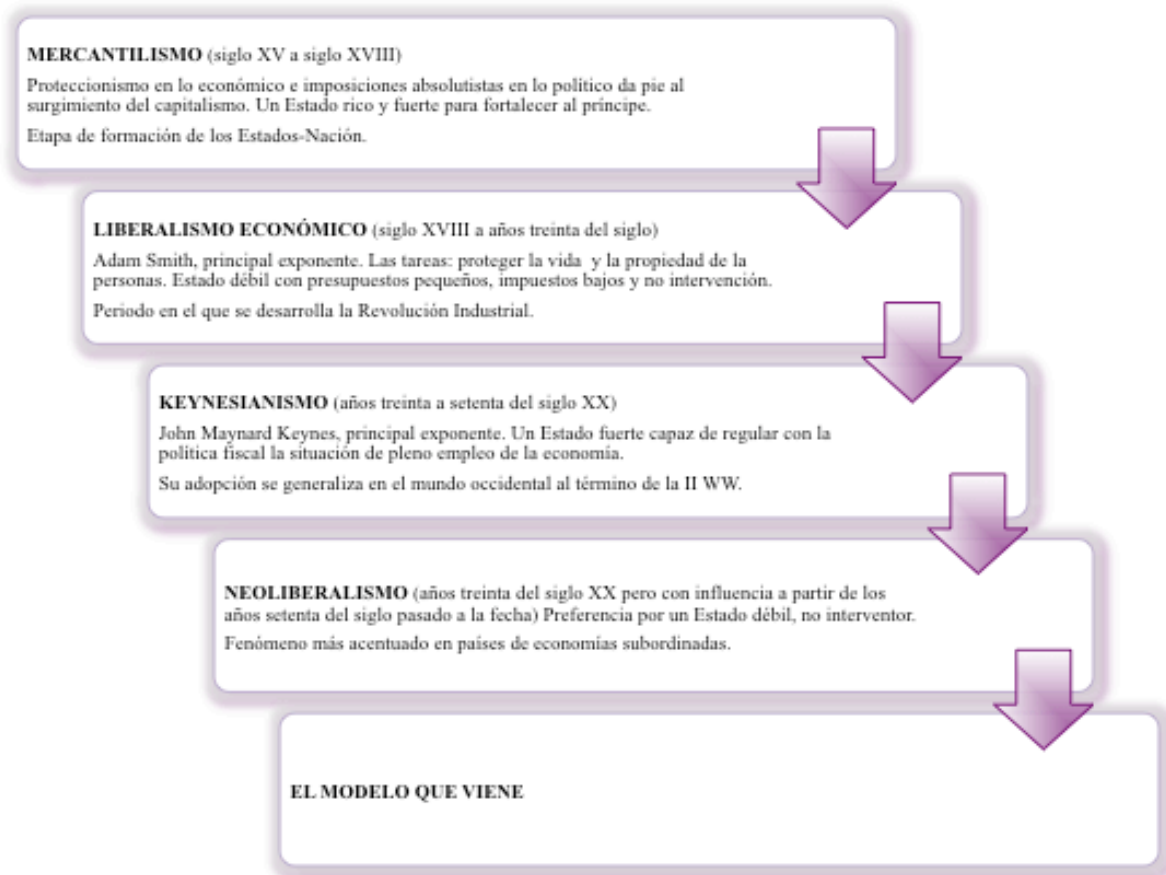 MERCANTILISMO (siglo XV a siglo XVIII)
Proteccionismo en lo económico e imposiciones absolutistas en lo político da pie al
surgimiento del capitalismo. Un Estado rico y fuerte para fortalecer al príncipe.
Etapa de formación de los Estados-Nación.
LIBERALISMO ECONÓMICO (siglo XVIII a años treinta del siglo)
Adam Smith, principal exponente. Las tareas: proteger la vida y la propiedad de la
personas. Estado débil con presupuestos pequeños, impuestos bajos y no intervención.
Periodo en el que se desarrolla la Revolución Industrial.
KEYNESIANISMO (años treinta a setenta del siglo XX)
John Maynard Keynes, principal exponente. Un Estado fuerte capaz de regular con la
política fiscal la situación de pleno empleo de la economía.
Su adopción se generaliza en el mundo occidental al término de la II WW.
NEOLIBERALISMO (años treinta del siglo XX pero con influencia a partir de los
años setenta del siglo pasado a la fecha) Preferencia por un Estado débil, no interventor.
Fenómeno más acentuado en países de economías subordinadas.
EL MODELO QUE VIENE